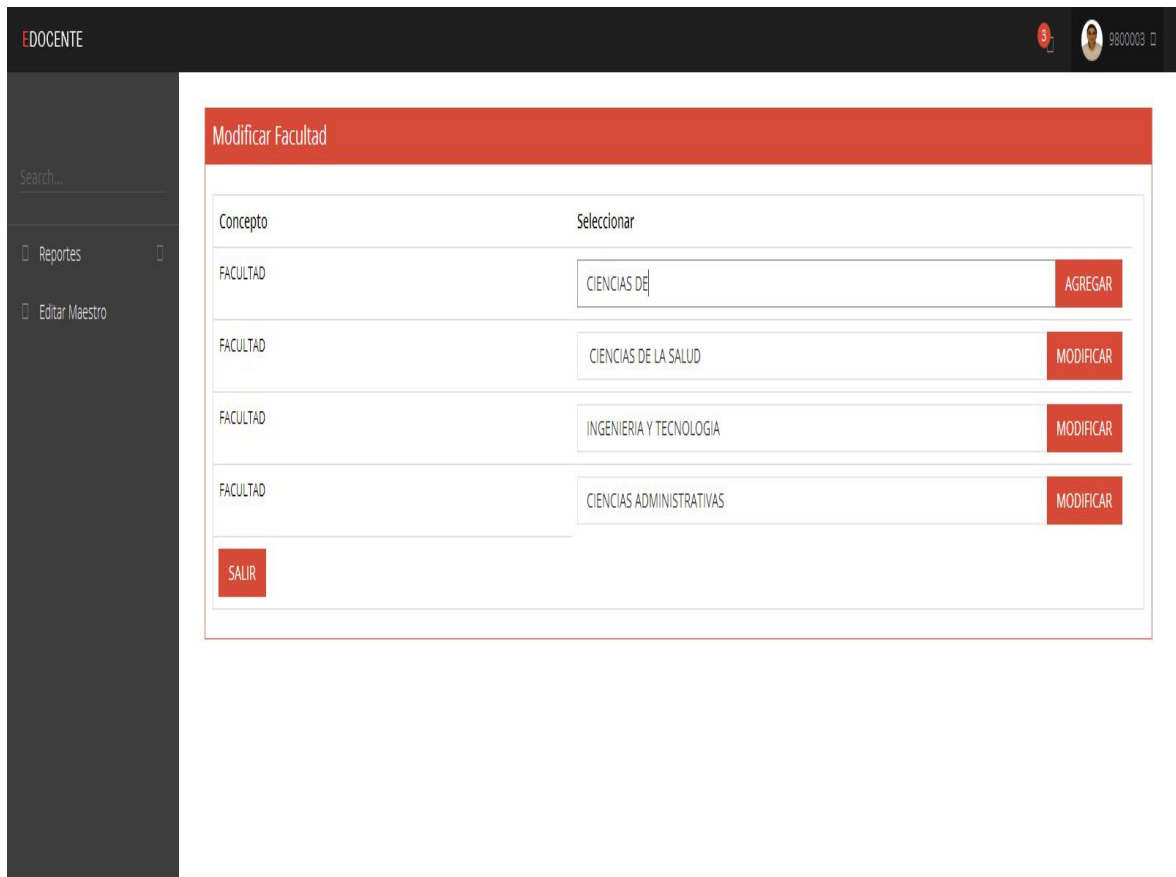 EDOCENTE
3
9800003
Search...
Reportes
Editar Maestro
Modificar Facultad
Concepto Seleccionar
FACULTAD CIENCIAS DE AGREGAR
FACULTAD CIENCIAS DE LA SALUD MODIFICAR
FACULTAD INGENIERIA Y TECNOLOGIA MODIFICAR
FACULTAD CIENCIAS ADMINISTRATIVAS MODIFICAR
SALIR